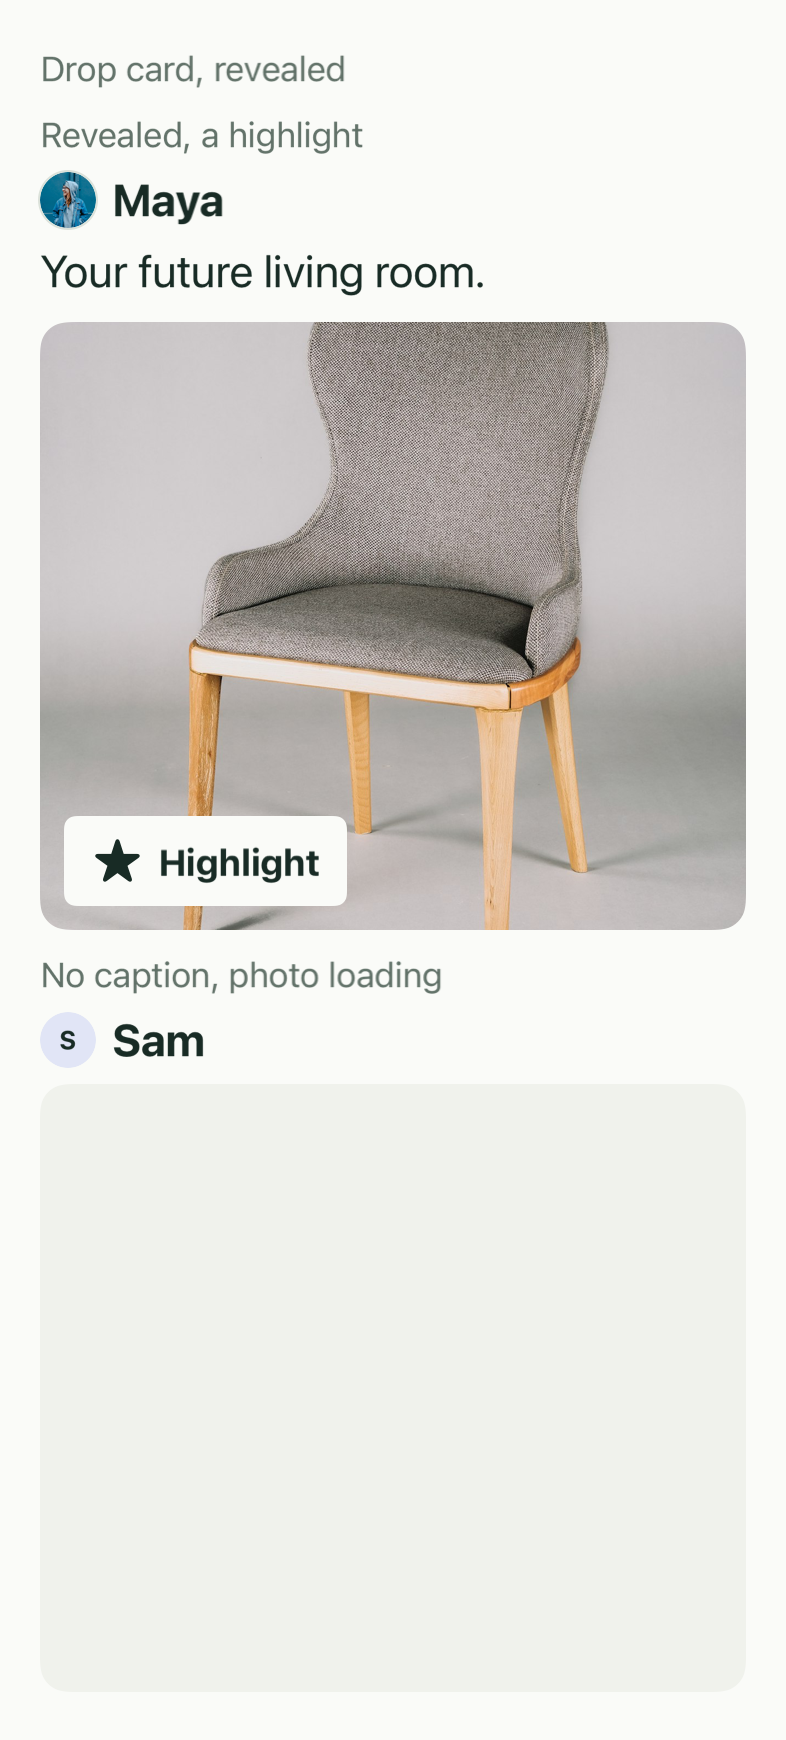 Drop card, revealed
Revealed, a highlight
Maya
Your future living room.
Highlight
No caption, photo loading
S
Sam